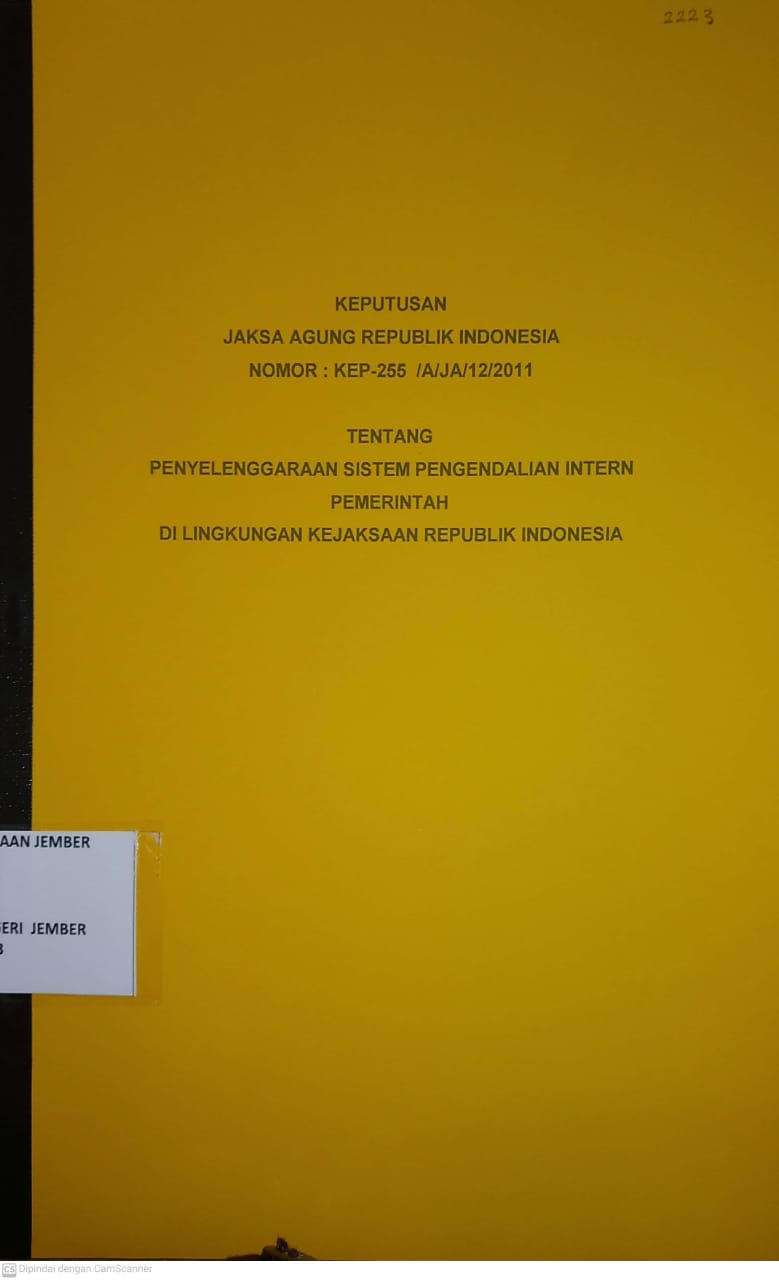 2223
KEPUTUSAN
JAKSA AGUNG REPUBLIK INDONESIA
NOMOR : KEP-255 /A/JA/12/2011
TENTANG
PENYELENGGARAAN SISTEM PENGENDALIAN INTERN
PEMERINTAH
DI LINGKUNGAN KEJAKSAAN REPUBLIK INDONESIA
AAN JEMBER
ERI JEMBER
CS Dipindai dengan CamScanner